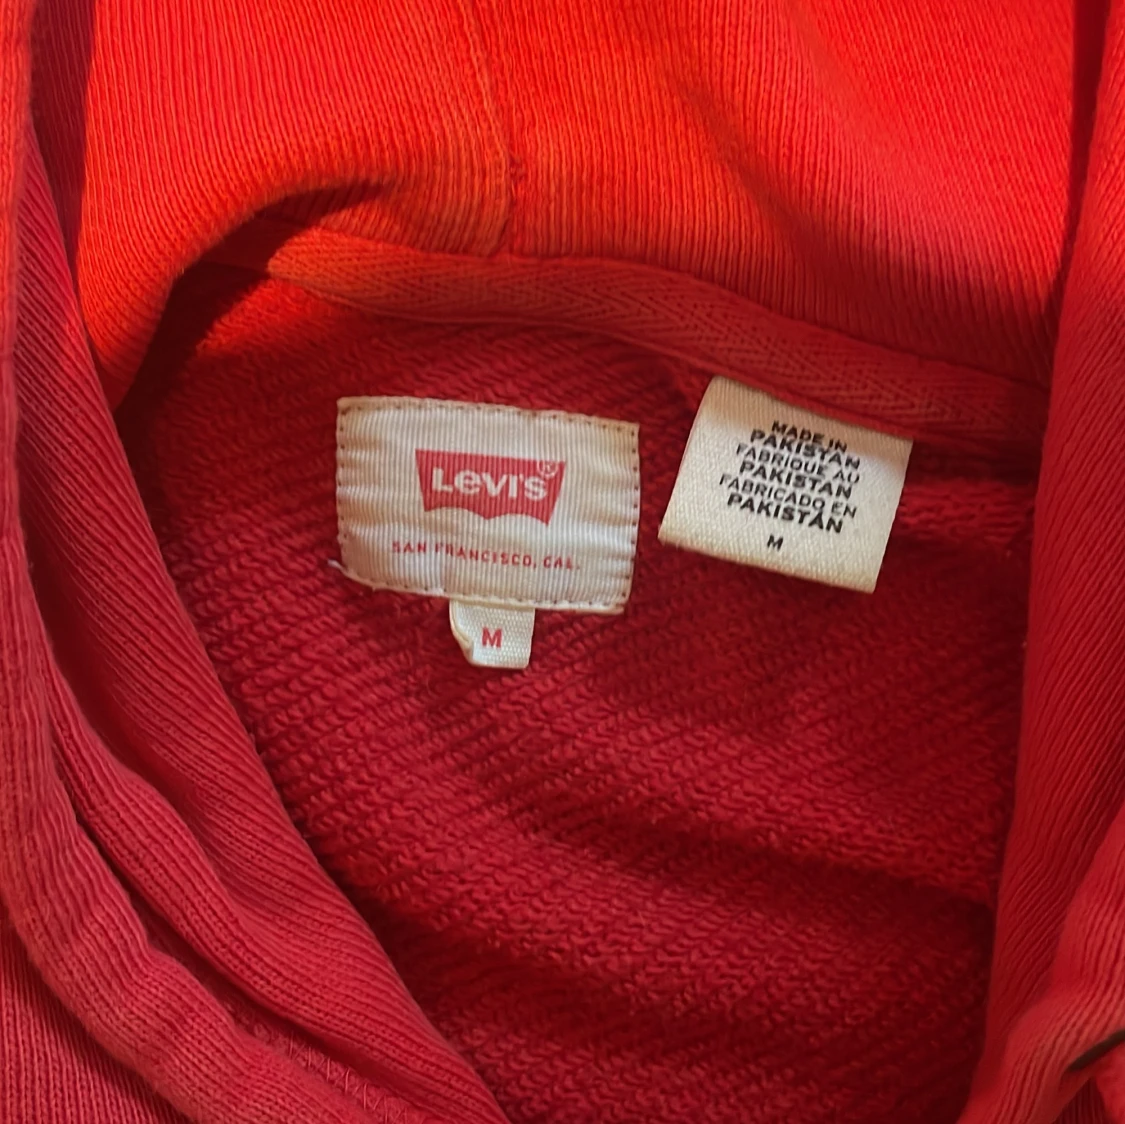 Levi's
SAN FRANCISCO, CAL.
M
MADE IN
PAKISTAN
FABRIQUE AU
PAKISTAN
FABRICADO EN
PAKISTÁN
M